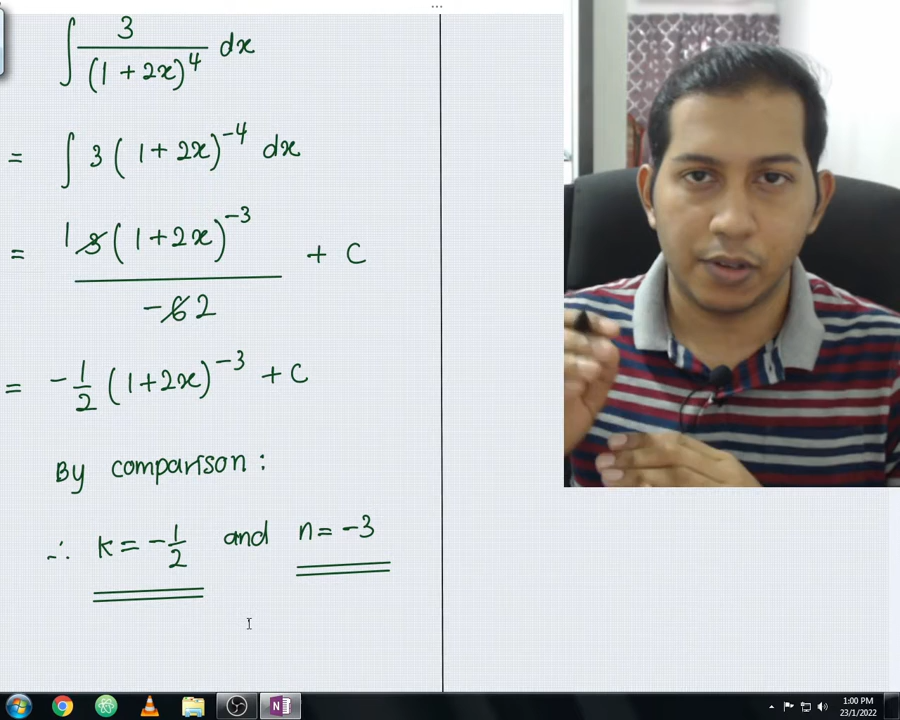 ∫ 3/(1 + 2x)^4 dx
= ∫ 3(1 + 2x)^-4 dx
= 1 3(1 + 2x)^-3 / -6 2 + C
= -1/2 (1+2x)^-3 + C
By comparison:
∴ k = -1/2 and n = -3
1:00 PM
23/1/2022